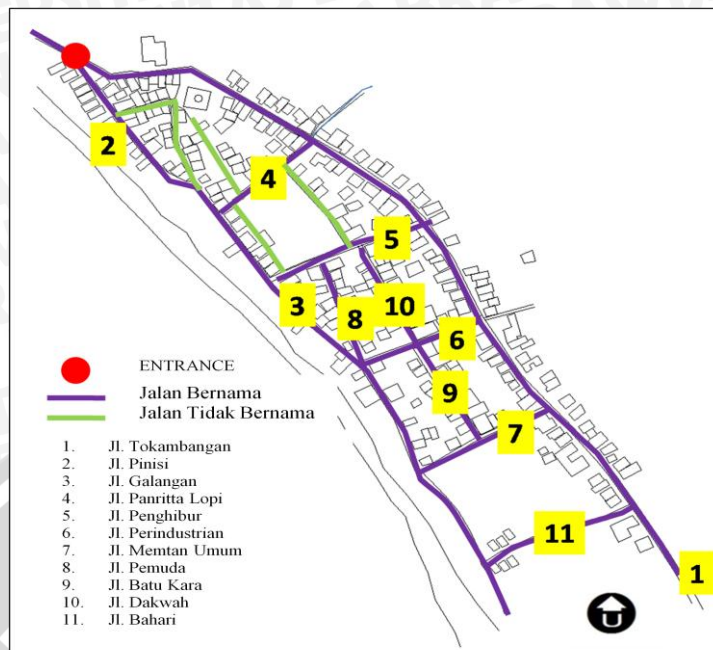 2
4
5
3
8
10
6
9
7
11
1
ENTRANCE
Jalan Bernama
Jalan Tidak Bernama
1. Jl. Tokambangan
2. Jl. Pinisi
3. Jl. Galangan
4. Jl. Panritta Lopi
5. Jl. Penghibur
6. Jl. Perindustrian
7. Jl. Memtan Umum
8. Jl. Pemuda
9. Jl. Batu Kara
10. Jl. Dakwah
11. Jl. Bahari
U